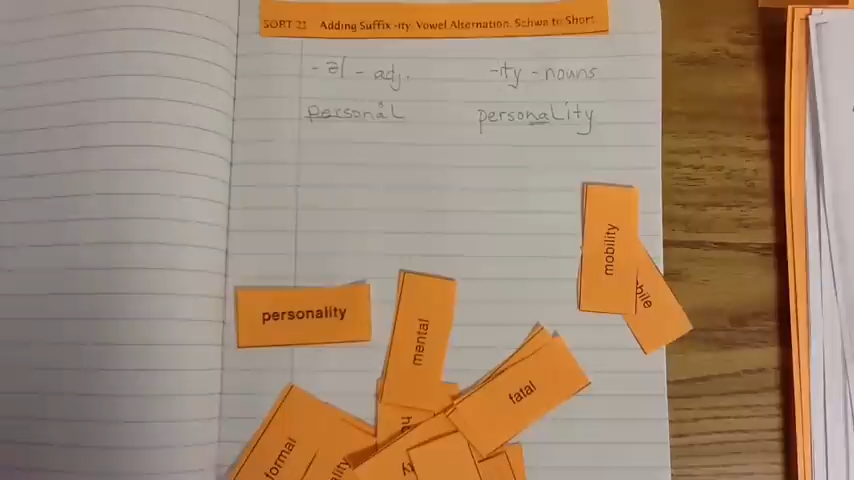 SORT 21 Adding Suffix -ity: Vowel Alternation, Schwa to Short
-əl - adj. -ity - nouns
personal personality
mobility
bile
personality
mental
fatal
formal